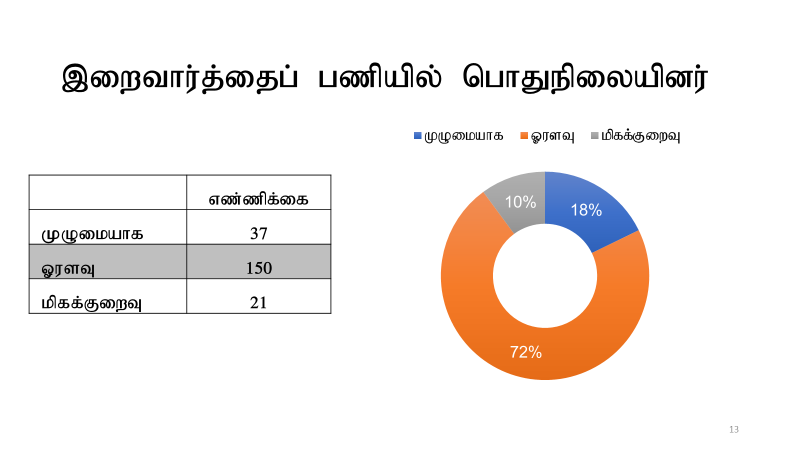 இறைவார்த்தைப் பணியில் பொதுநிலையினர்
முழுமையாக ஓரளவு மிகக்குறைவு
எண்ணிக்கை
முழுமையாக 37
ஓரளவு 150
மிகக்குறைவு 21
10%
18%
72%
13